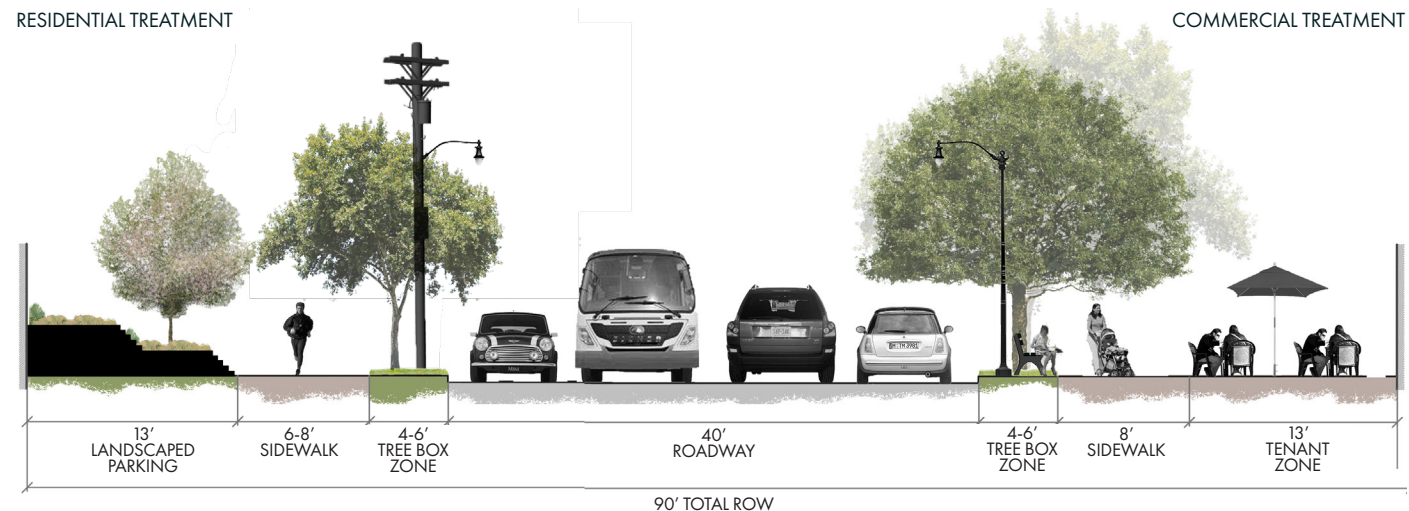 RESIDENTIAL TREATMENT
COMMERCIAL TREATMENT
13’
LANDSCAPED
PARKING
6-8’
SIDEWALK
4-6’
TREE BOX
ZONE
40’
ROADWAY
4-6’
TREE BOX
ZONE
8’
SIDEWALK
13’
TENANT
ZONE
90’ TOTAL ROW